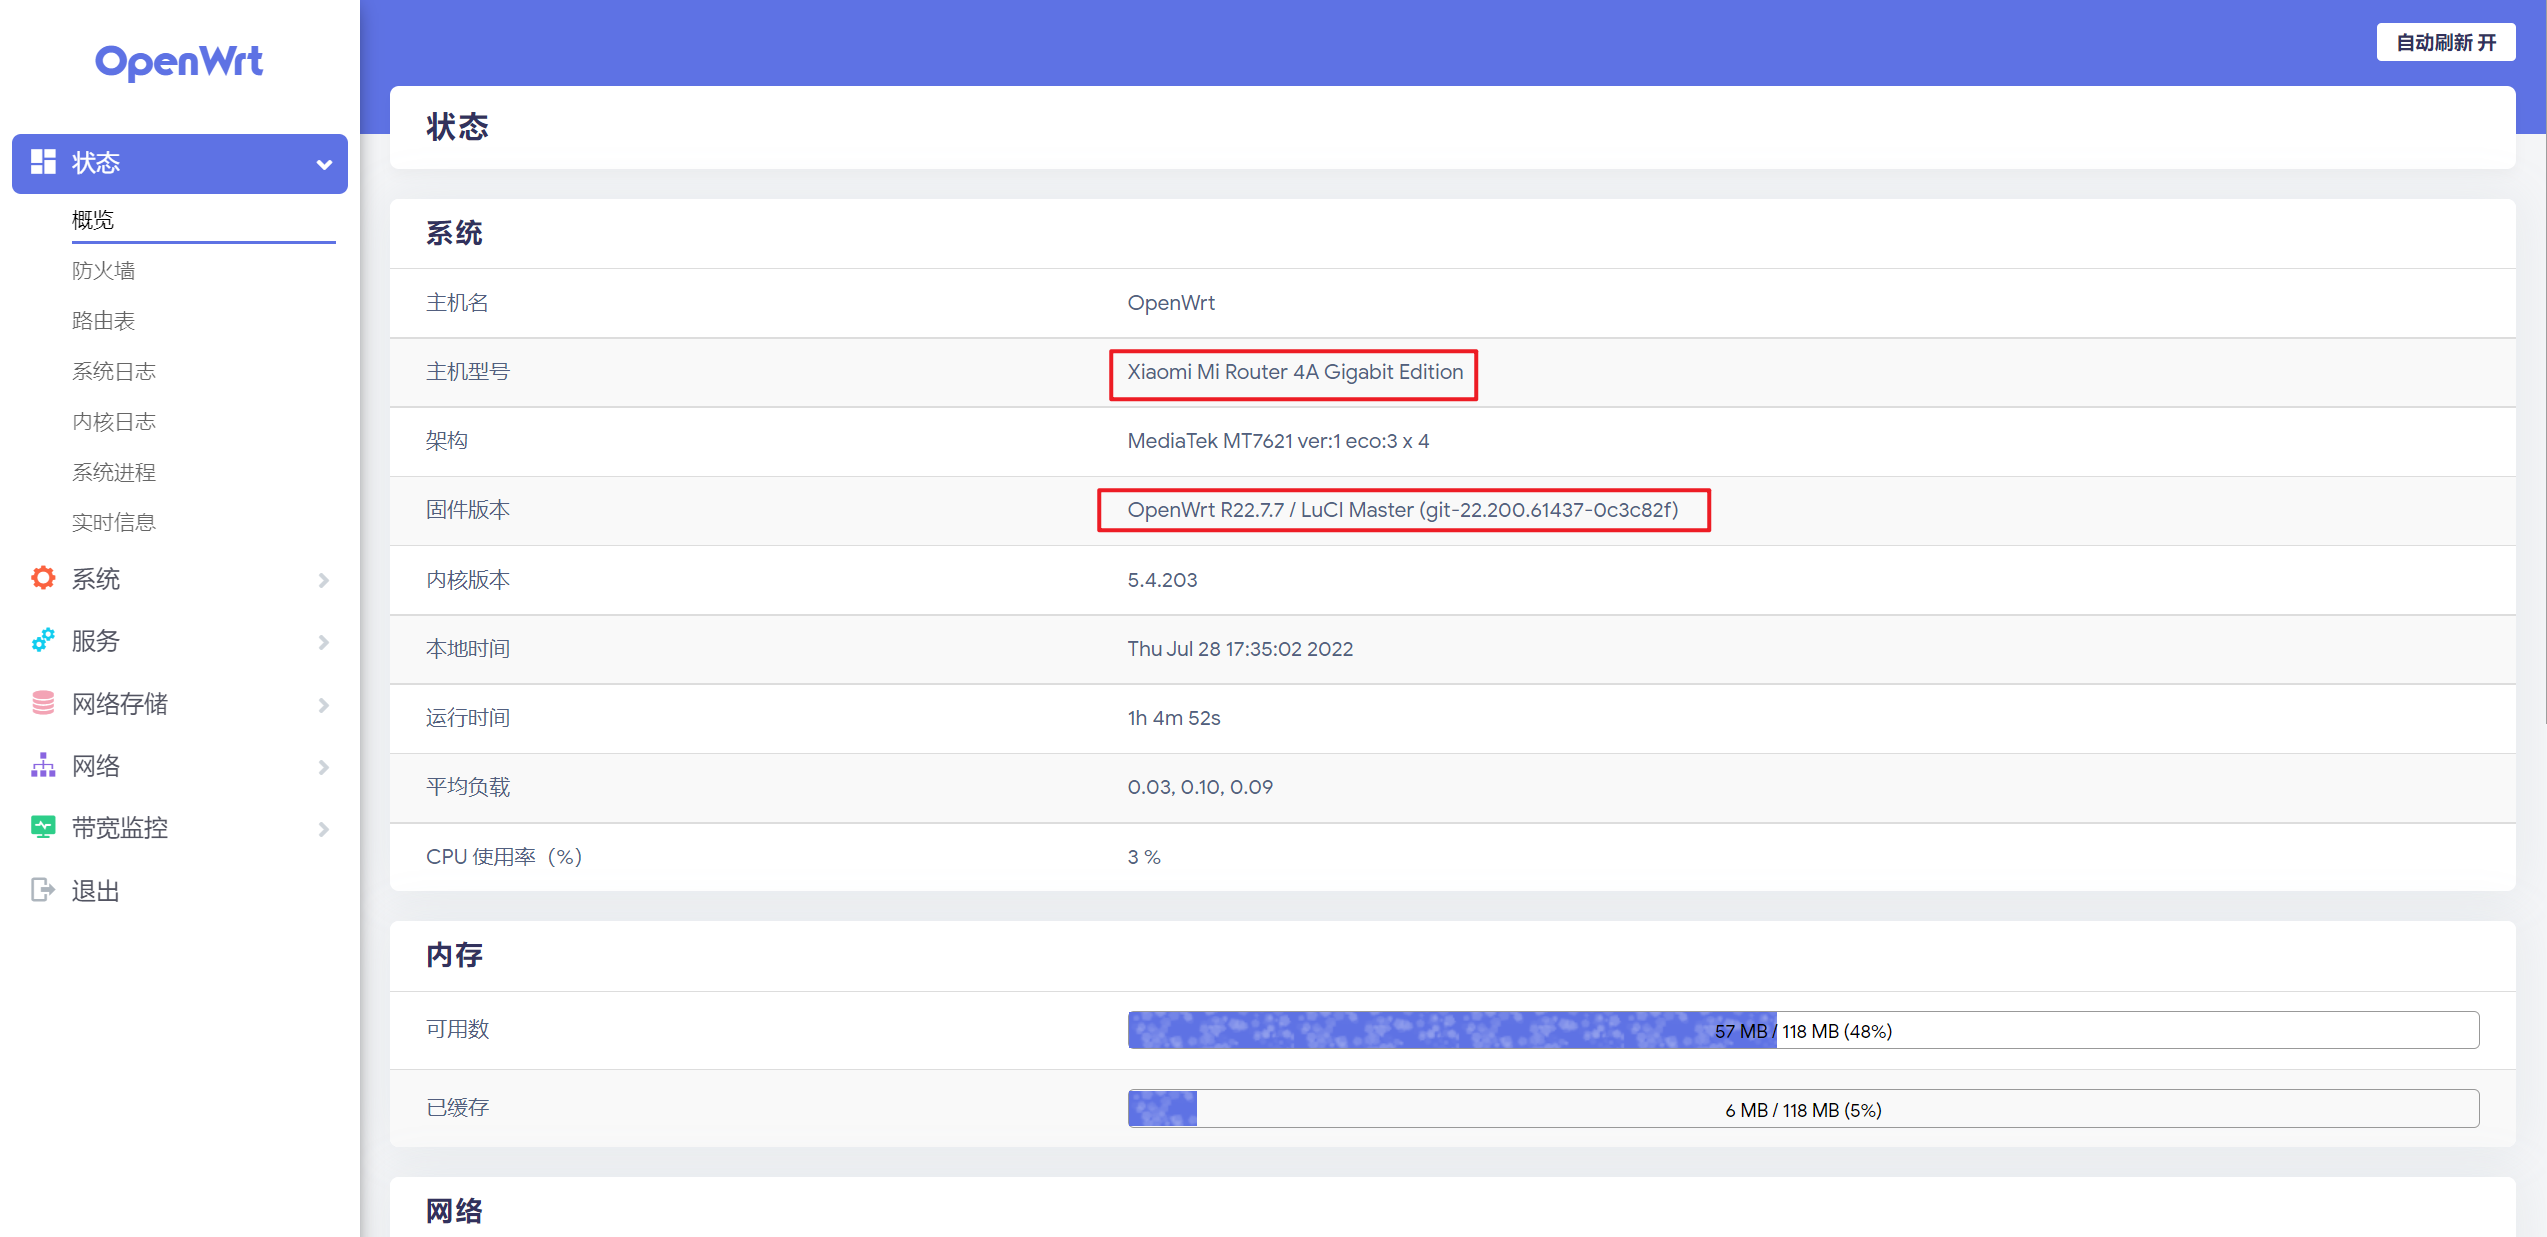 OpenWrt
自动刷新 开
状态
概览
防火墙
路由表
系统日志
内核日志
系统进程
实时信息
系统
服务
网络存储
网络
带宽监控
退出
状态
系统
主机名 OpenWrt
主机型号 Xiaomi Mi Router 4A Gigabit Edition
架构 MediaTek MT7621 ver:1 eco:3 x 4
固件版本 OpenWrt R22.7.7 / LuCI Master (git-22.200.61437-0c3c82f)
内核版本 5.4.203
本地时间 Thu Jul 28 17:35:02 2022
运行时间 1h 4m 52s
平均负载 0.03, 0.10, 0.09
CPU 使用率（%） 3 %
内存
可用数 57 MB / 118 MB (48%)
已缓存 6 MB / 118 MB (5%)
网络